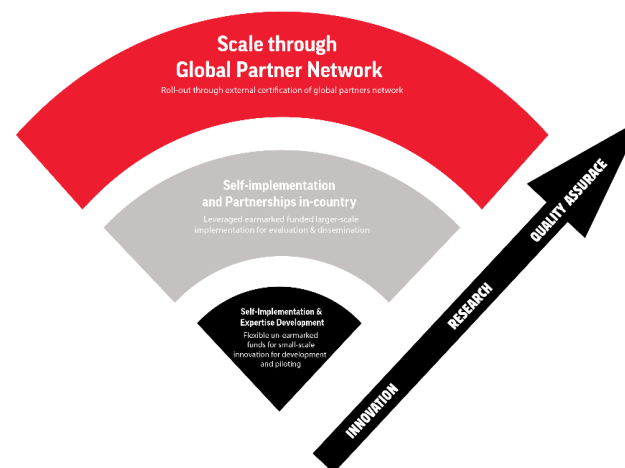 Scale through
Global Partner Network
Roll-out through external certification of global partners network
Self-implementation
and Partnerships in-country
Leveraged earmarked funded larger-scale
implementation for evaluation & dissemination
Self-Implementation &
Expertise Development
Flexible un-earmarked
funds for small-scale
innovation for development
and piloting
INNOVATION
RESEARCH
QUALITY ASSURACE